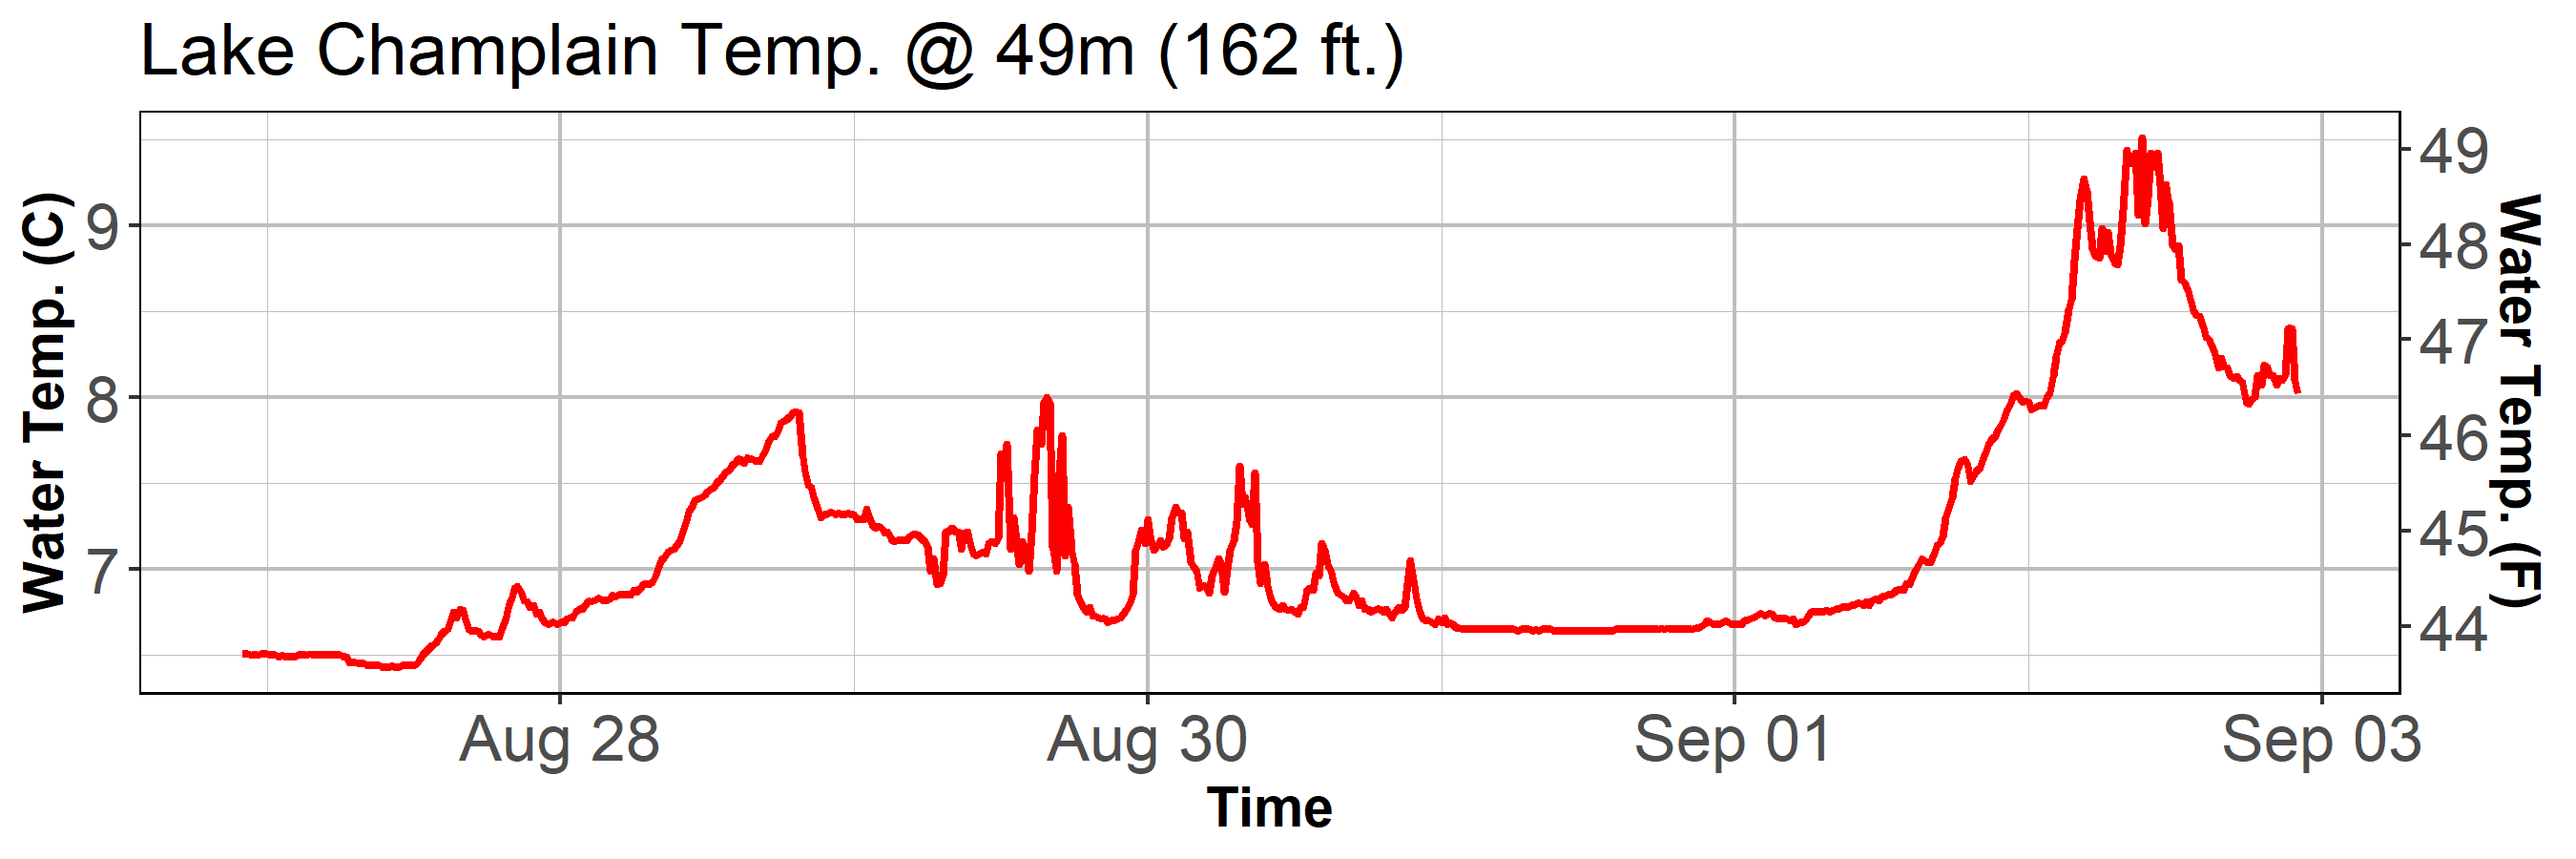 Lake Champlain Temp. @ 49m (162 ft.)
Water Temp. (C)
9
8
7
49
48
47
46
45
44
Water Temp. (F)
Aug 28 Aug 30 Sep 01 Sep 03
Time